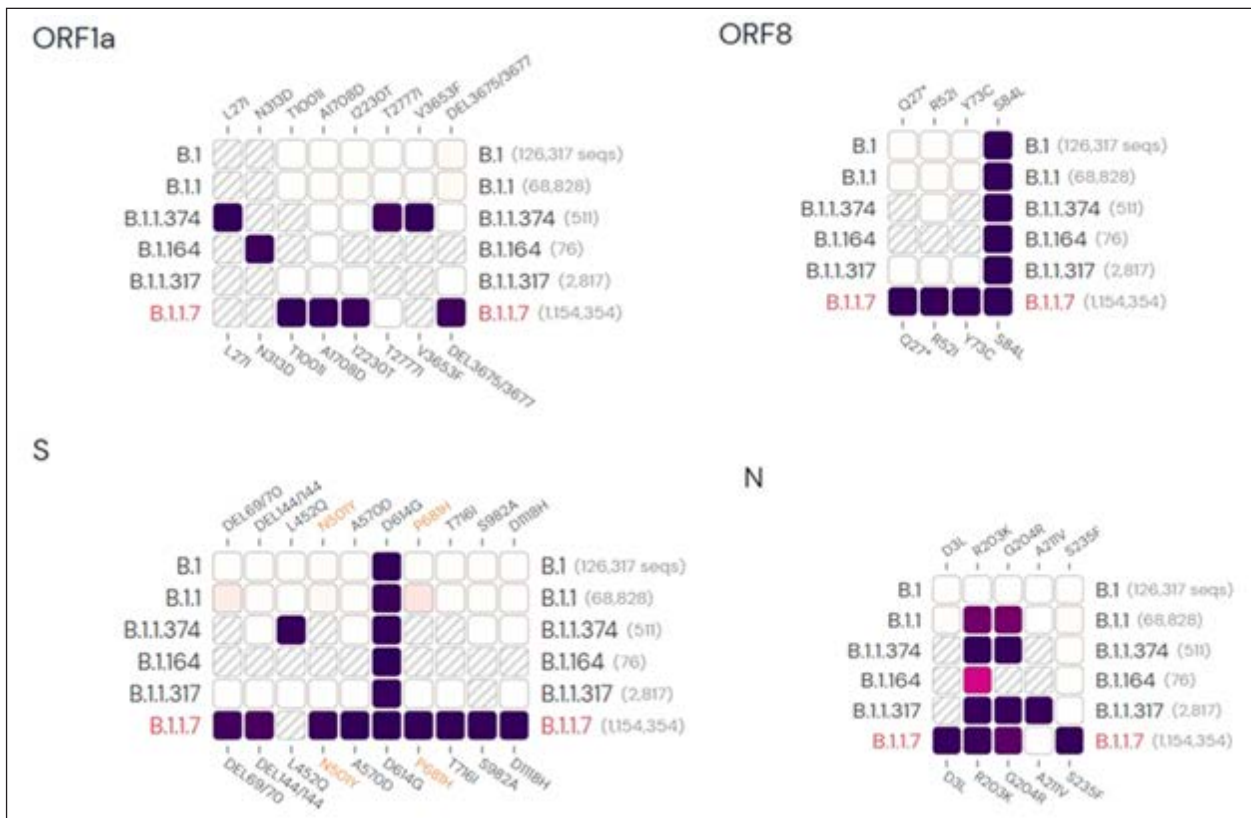 ORF1a
L27I N313D T1001I A1708D I2230T T2777I V3653F DEL3675/3677
B.1 B.1 (126,317 seqs)
B.1.1 B.1.1 (68,828)
B.1.1.374 B.1.1.374 (511)
B.1.164 B.1.164 (76)
B.1.1.317 B.1.1.317 (2,817)
B.1.1.7 B.1.1.7 (1,154,354)
L27I N313D T1001I A1708D I2230T T2777I V3653F DEL3675/3677
ORF8
Q27* R52I Y73C S84L
B.1 B.1 (126,317 seqs)
B.1.1 B.1.1 (68,828)
B.1.1.374 B.1.1.374 (511)
B.1.164 B.1.164 (76)
B.1.1.317 B.1.1.317 (2,817)
B.1.1.7 B.1.1.7 (1,154,354)
Q27* R52I Y73C S84L
S
DEL69/70 DEL144/144 L452Q N501Y A570D D614G P681H T716I S982A D1118H
B.1 B.1 (126,317 seqs)
B.1.1 B.1.1 (68,828)
B.1.1.374 B.1.1.374 (511)
B.1.164 B.1.164 (76)
B.1.1.317 B.1.1.317 (2,817)
B.1.1.7 B.1.1.7 (1,154,354)
DEL69/70 DEL144/144 L452Q N501Y A570D D614G P681H T716I S982A D1118H
N
D3L R203K G204R A211V S235F
B.1 B.1 (126,317 seqs)
B.1.1 B.1.1 (68,828)
B.1.1.374 B.1.1.374 (511)
B.1.164 B.1.164 (76)
B.1.1.317 B.1.1.317 (2,817)
B.1.1.7 B.1.1.7 (1,154,354)
D3L R203K G204R A211V S235F